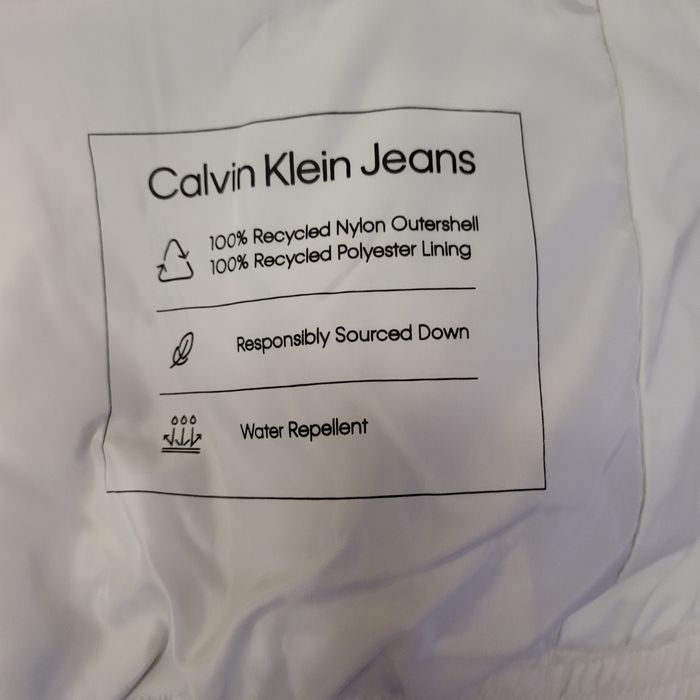 Calvin Klein Jeans
100% Recycled Nylon Outershell
100% Recycled Polyester Lining
Responsibly Sourced Down
Water Repellent